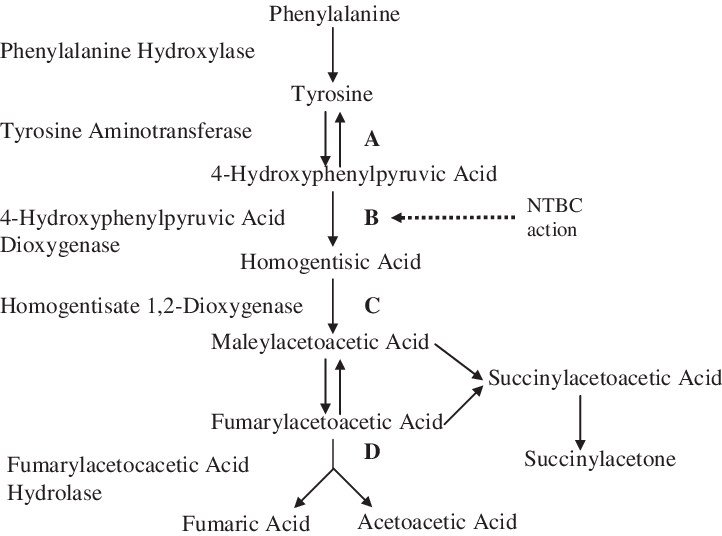 Phenylalanine
Phenylalanine Hydroxylase
Tyrosine
Tyrosine Aminotransferase
A
4-Hydroxyphenylpyruvic Acid
4-Hydroxyphenylpyruvic Acid
Dioxygenase
B
NTBC
action
Homogentisic Acid
Homogentisate 1,2-Dioxygenase
C
Maleylacetoacetic Acid
Succinylacetoacetic Acid
Fumarylacetoacetic Acid
D
Succinylacetone
Fumarylacetocacetic Acid
Hydrolase
Fumaric Acid
Acetoacetic Acid